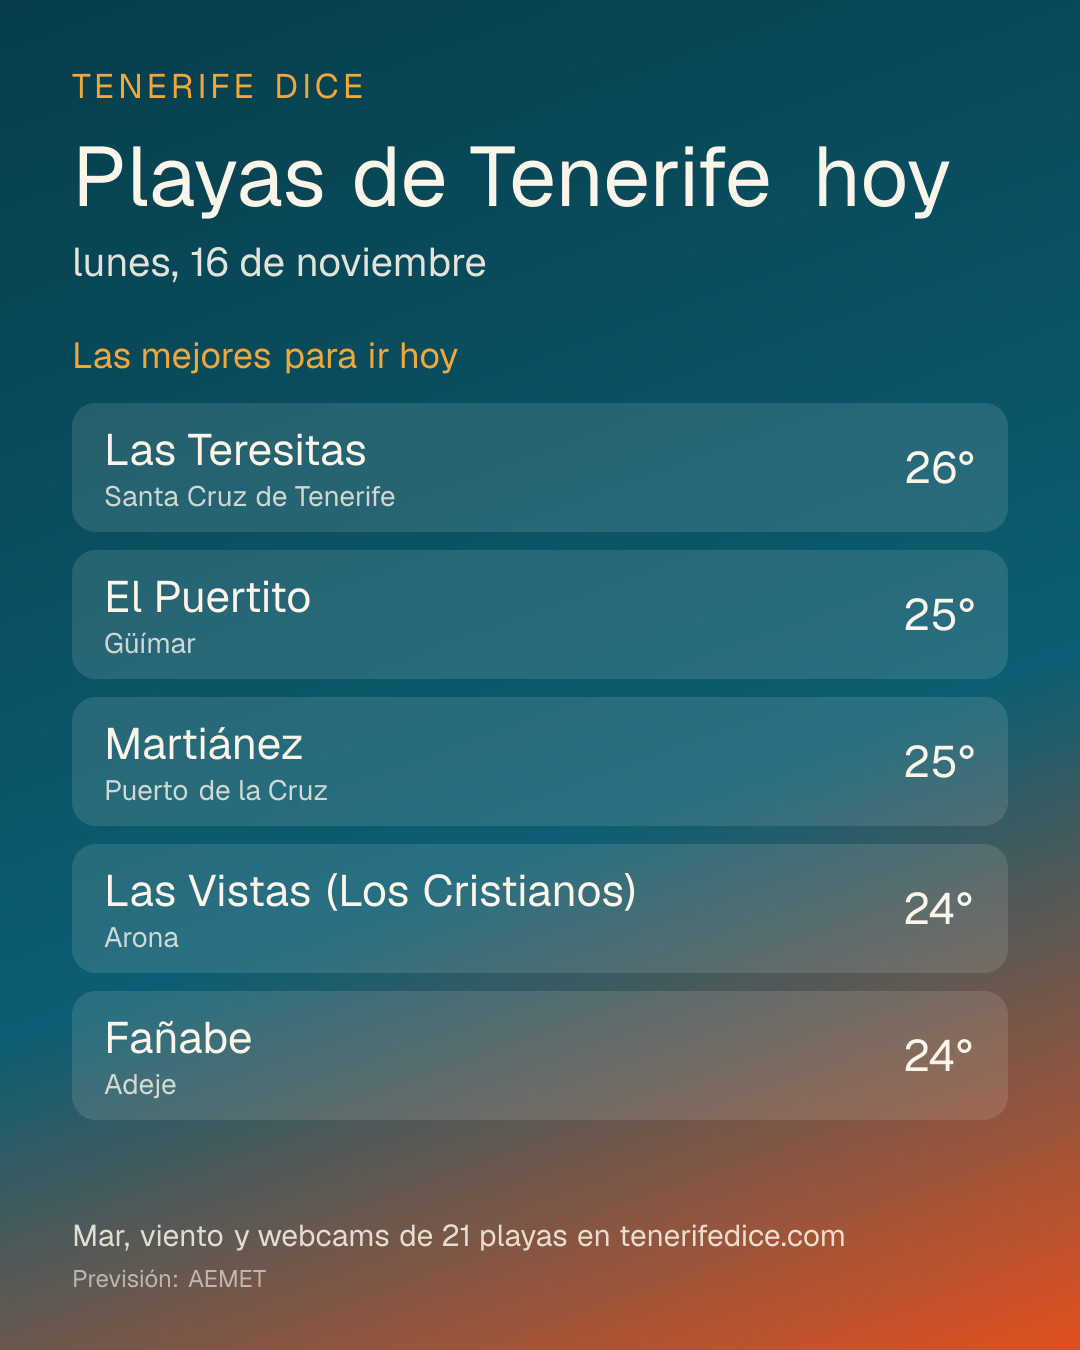 TENERIFE DICE
Playas de Tenerife hoy
lunes, 16 de noviembre
Las mejores para ir hoy
Las Teresitas
Santa Cruz de Tenerife
26°
El Puertito
Güímar
25°
Martiánez
Puerto de la Cruz
25°
Las Vistas (Los Cristianos)
Arona
24°
Fañabe
Adeje
24°
Mar, viento y webcams de 21 playas en tenerifedice.com
Previsión: AEMET